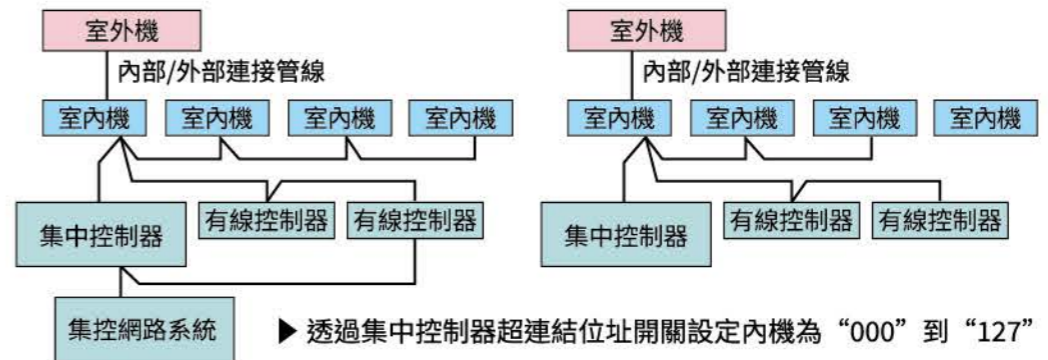 室外機
室外機
內部/外部連接管線
內部/外部連接管線
室內機 室內機 室內機 室內機
室內機 室內機 室內機 室內機
集中控制器 有線控制器 有線控制器
集中控制器 有線控制器 有線控制器
集控網路系統
▶ 透過集中控制器超連結位址開關設定內機為“000”到“127”